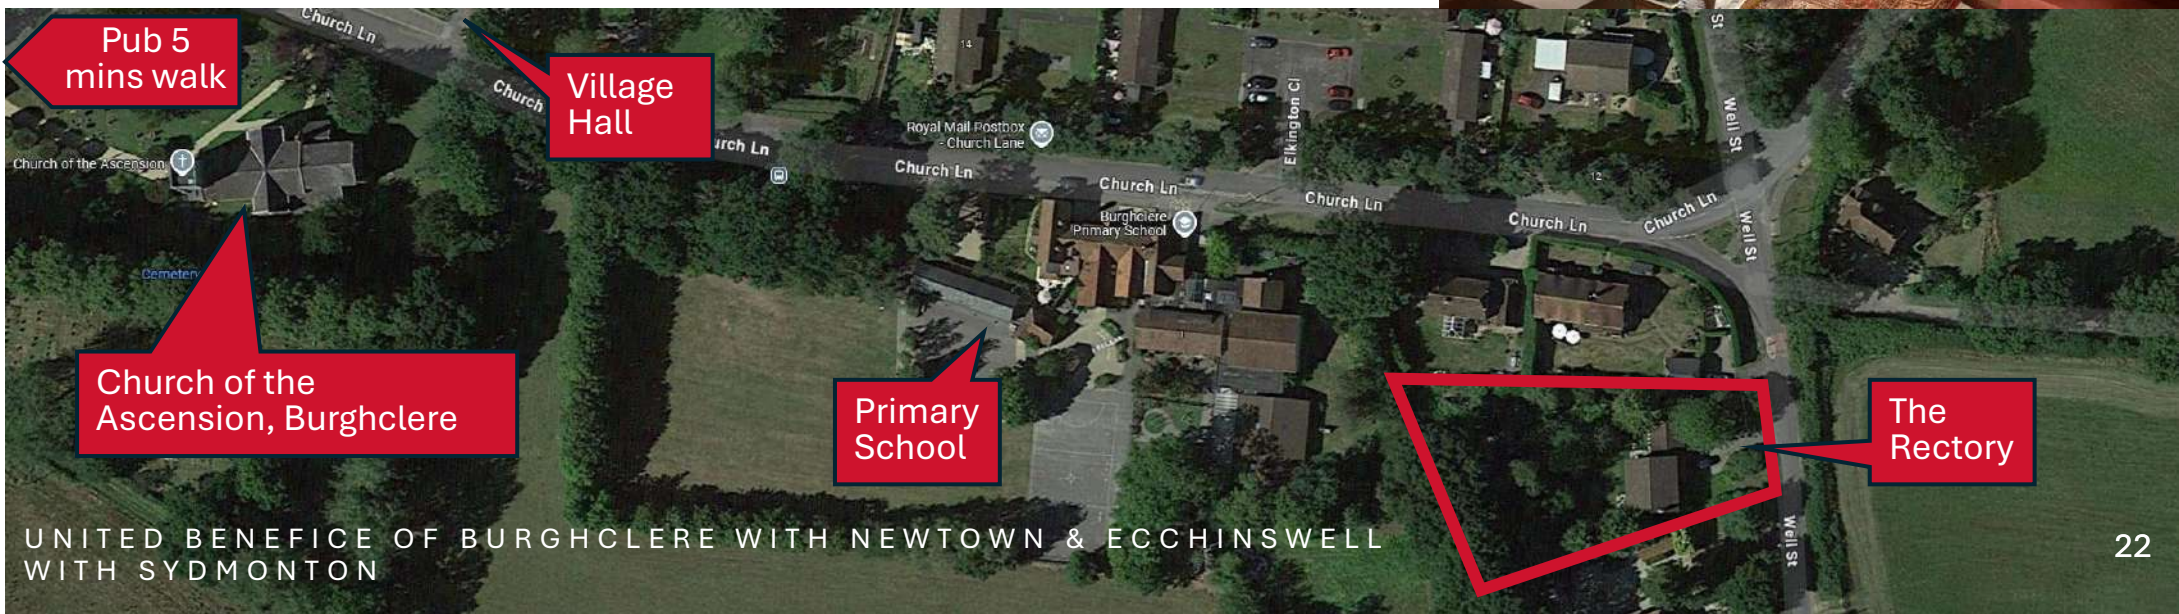 Pub 5
mins walk
Church Ln
Village
Hall
Church
urch Ln
Royal Mail Postbox
- Church Lane
14
Elkington Cl
St
Well St
Church of the Ascension
Church Ln
Church Ln
Church Ln
Church Ln
Church Ln
12
Well St
Burghclere
Primary School
Cemetery
Church of the
Ascension, Burghclere
Primary
School
The
Rectory
Well St
UNITED BENEFICE OF BURGHCLERE WITH NEWTOWN & ECCHINSWELL
WITH SYDMONTON
22